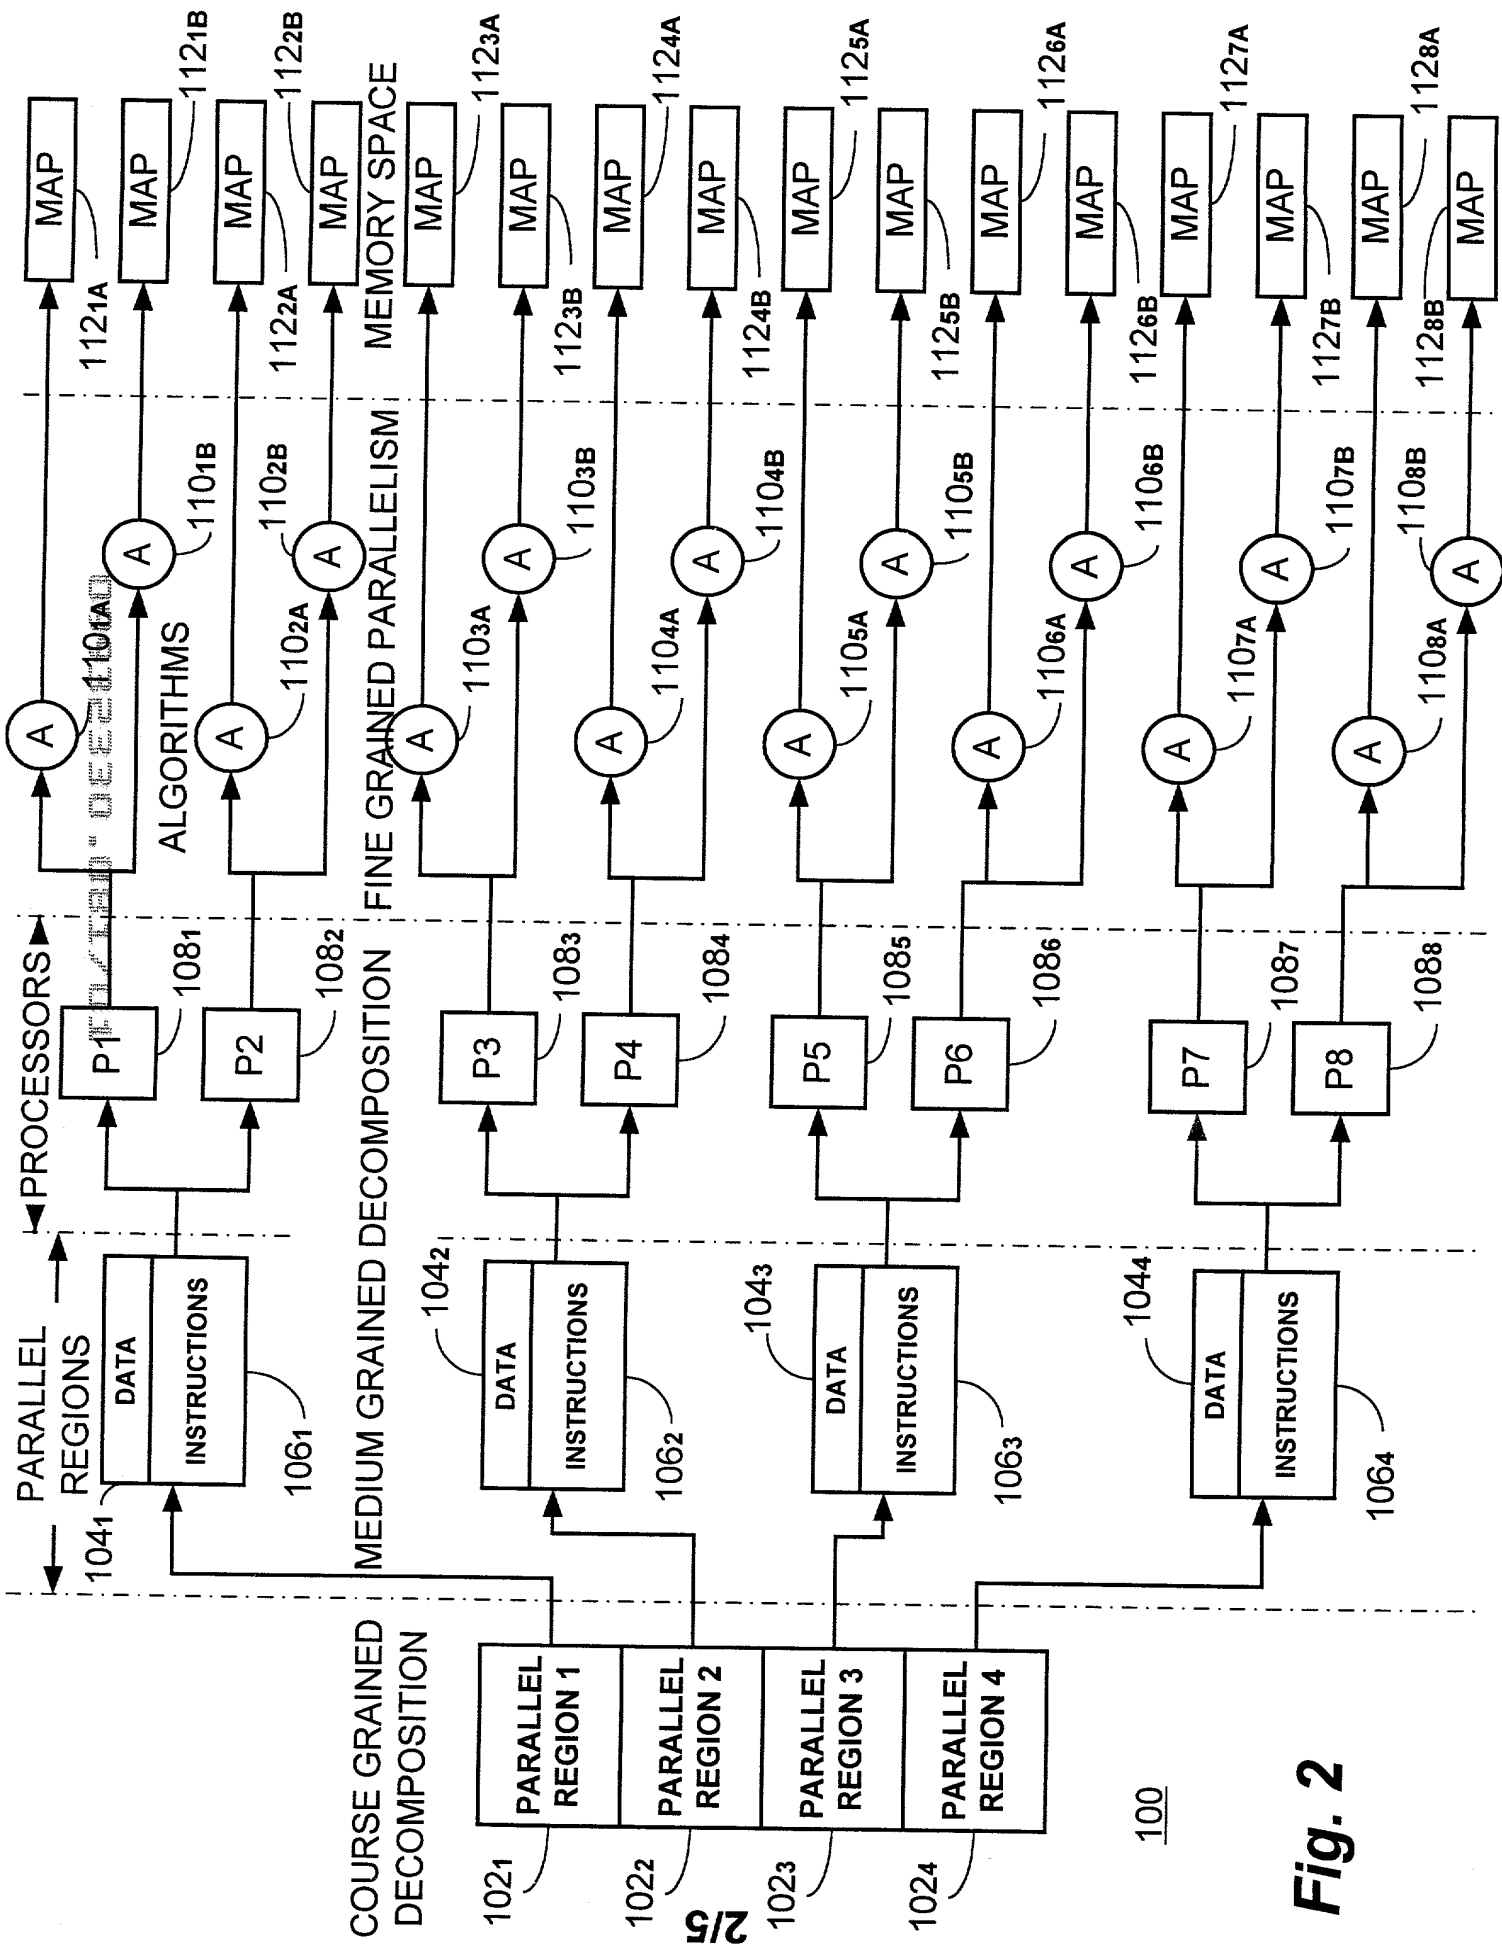 COURSE GRAINED
DECOMPOSITION
MEDIUM GRAINED DECOMPOSITION
FINE GRAINED PARALLELISM
MEMORY SPACE
PARALLEL
REGIONS
PROCESSORS
ALGORITHMS
PARALLEL
REGION 1
PARALLEL
REGION 2
PARALLEL
REGION 3
PARALLEL
REGION 4
1021
1022
1023
1024
1041
DATA
INSTRUCTIONS
1061
1042
DATA
INSTRUCTIONS
1062
1043
DATA
INSTRUCTIONS
1063
1044
DATA
INSTRUCTIONS
1064
P1
1081
P2
1082
P3
1083
P4
1084
P5
1085
P6
1086
P7
1087
P8
1088
A
1101A
A
1101B
A
1102A
A
1102B
A
1103A
A
1103B
A
1104A
A
1104B
A
1105A
A
1105B
A
1106A
A
1106B
A
1107A
A
1107B
A
1108A
A
1108B
MAP
1121A
MAP
1121B
MAP
1122A
MAP
1122B
MAP
1123A
MAP
1123B
MAP
1124A
MAP
1124B
MAP
1125A
MAP
1125B
MAP
1126A
MAP
1126B
MAP
1127A
MAP
1127B
MAP
1128A
MAP
1128B
100
Fig. 2
2/5